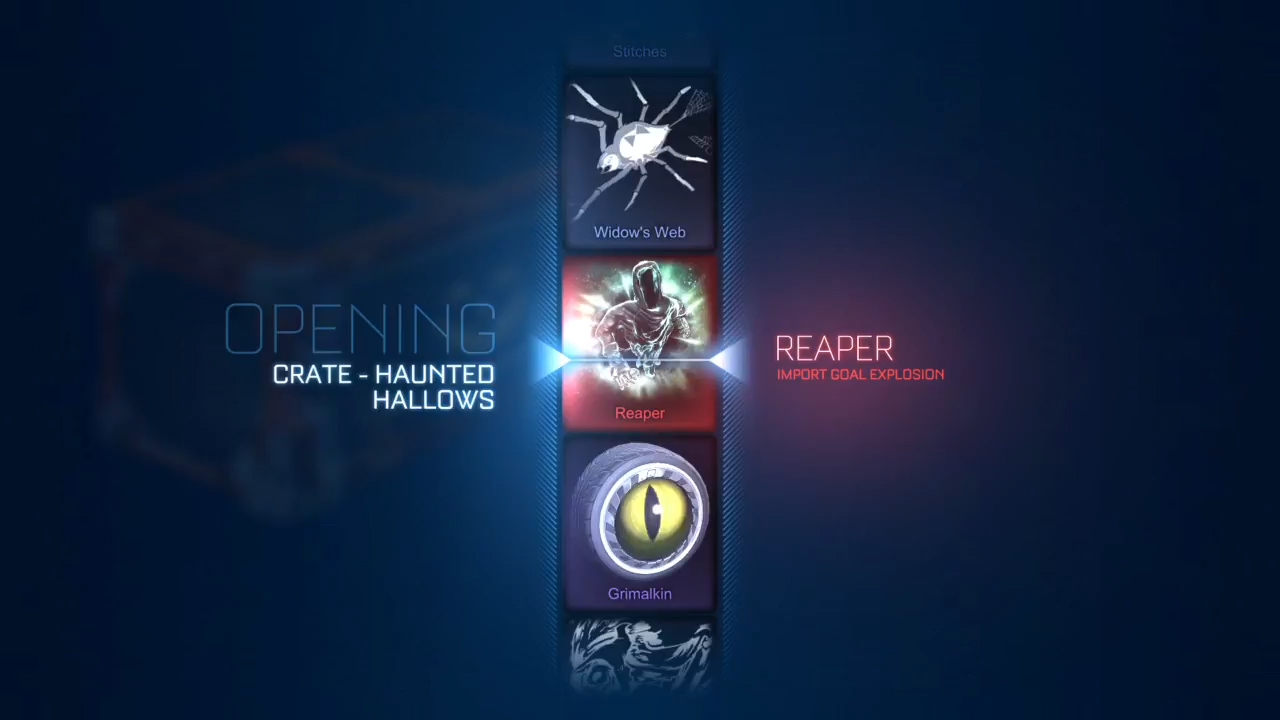 Stitches
Widow's Web
OPENING
CRATE - HAUNTED
HALLOWS
REAPER
IMPORT GOAL EXPLOSION
Reaper
Grimalkin